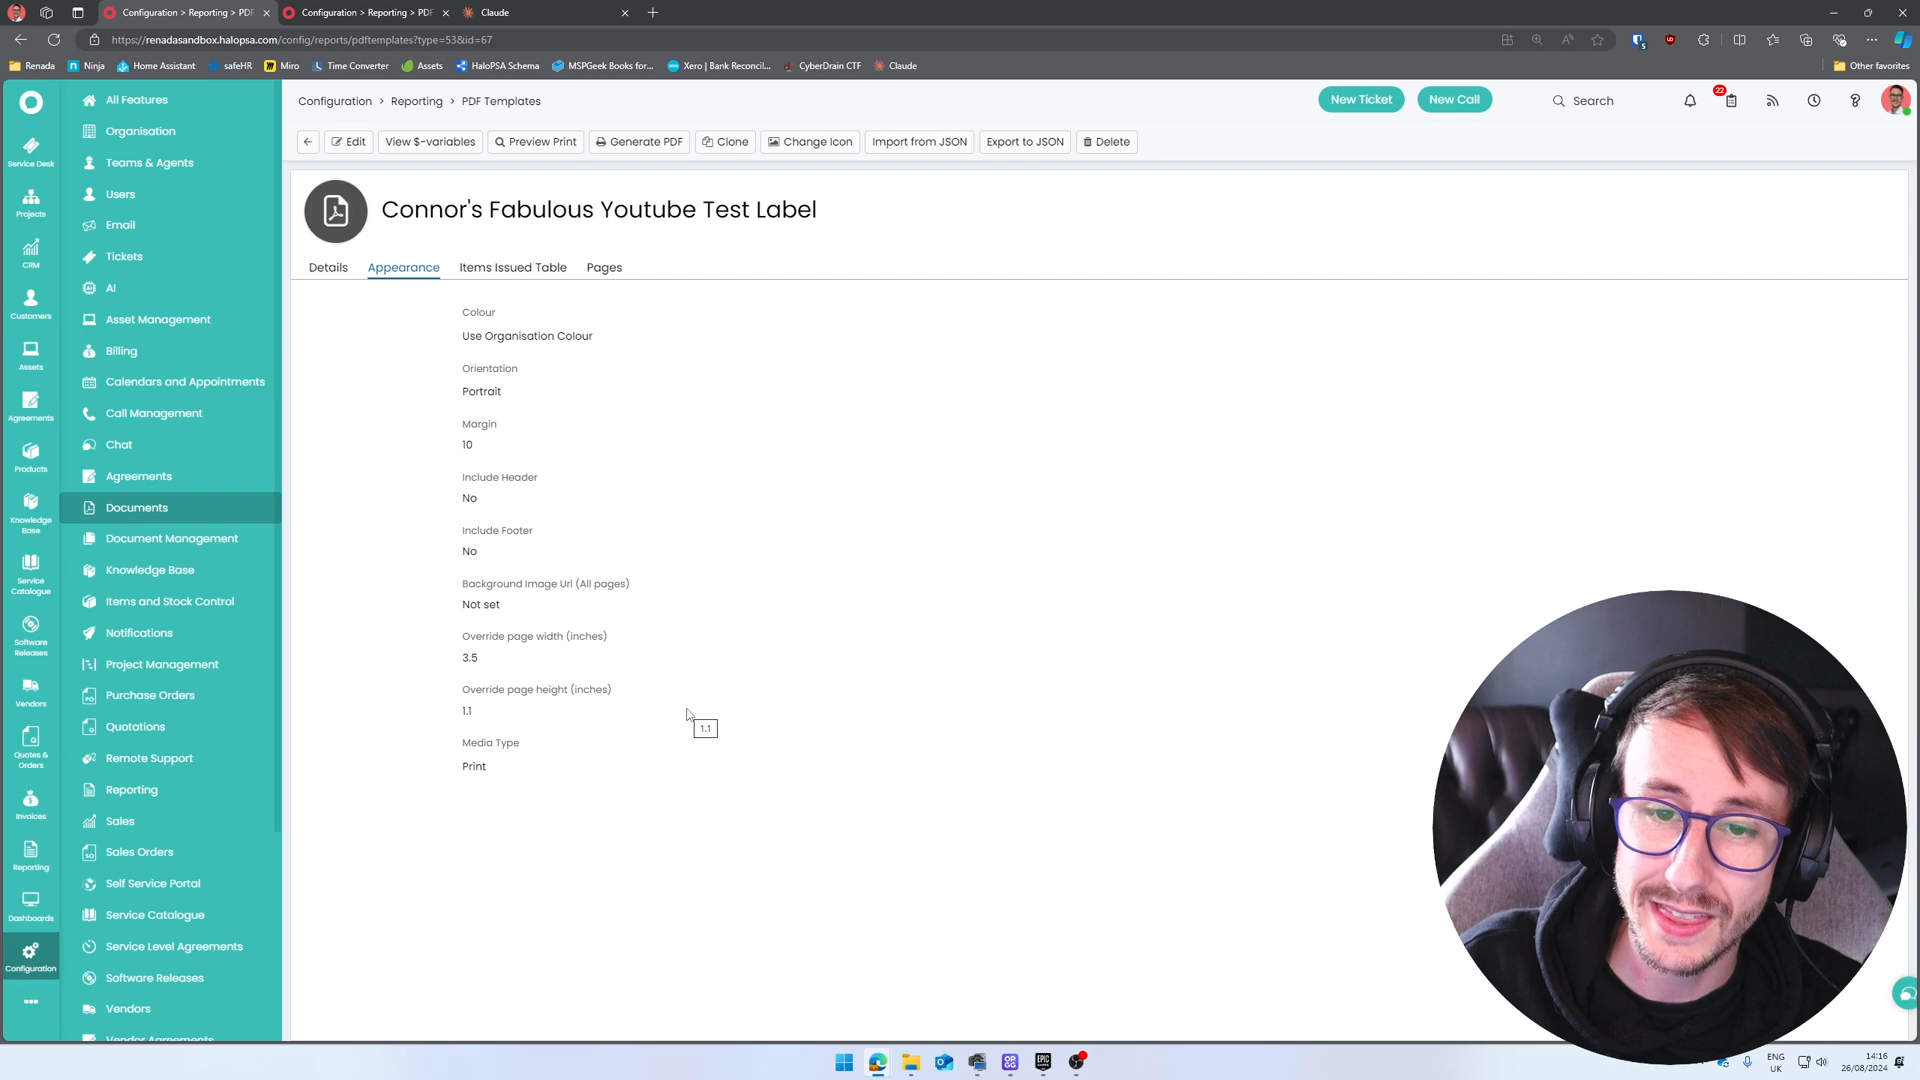 Configuration > Reporting > PDF
Configuration > Reporting > PDF
Claude
https://renadasandbox.halopsa.com/config/reports/pdftemplates?type=53&id=67
Renada
Ninja
Home Assistant
safeHR
Miro
Time Converter
Assets
HaloPSA Schema
MSPGeek Books for...
Xero | Bank Reconcil...
CyberDrain CTF
Claude
Other favorites
Service Desk
Projects
CRM
Customers
Assets
Agreements
Products
Knowledge
Base
Service
Catalogue
Software
Releases
Vendors
Quotes &
Orders
Invoices
Reporting
Dashboards
Configuration
All Features
Organisation
Teams & Agents
Users
Email
Tickets
AI
Asset Management
Billing
Calendars and Appointments
Call Management
Chat
Agreements
Documents
Document Management
Knowledge Base
Items and Stock Control
Notifications
Project Management
Purchase Orders
Quotations
Remote Support
Reporting
Sales
Sales Orders
Self Service Portal
Service Catalogue
Service Level Agreements
Software Releases
Vendors
Vendor Agreements
Configuration > Reporting > PDF Templates
New Ticket
New Call
Search
22
Edit
View $-variables
Preview Print
Generate PDF
Clone
Change Icon
Import from JSON
Export to JSON
Delete
Connor's Fabulous Youtube Test Label
Details
Appearance
Items Issued Table
Pages
Colour
Use Organisation Colour
Orientation
Portrait
Margin
10
Include Header
No
Include Footer
No
Background Image Url (All pages)
Not set
Override page width (inches)
3.5
Override page height (inches)
1.1
1.1
Media Type
Print
ENG
UK
14:16
26/08/2024